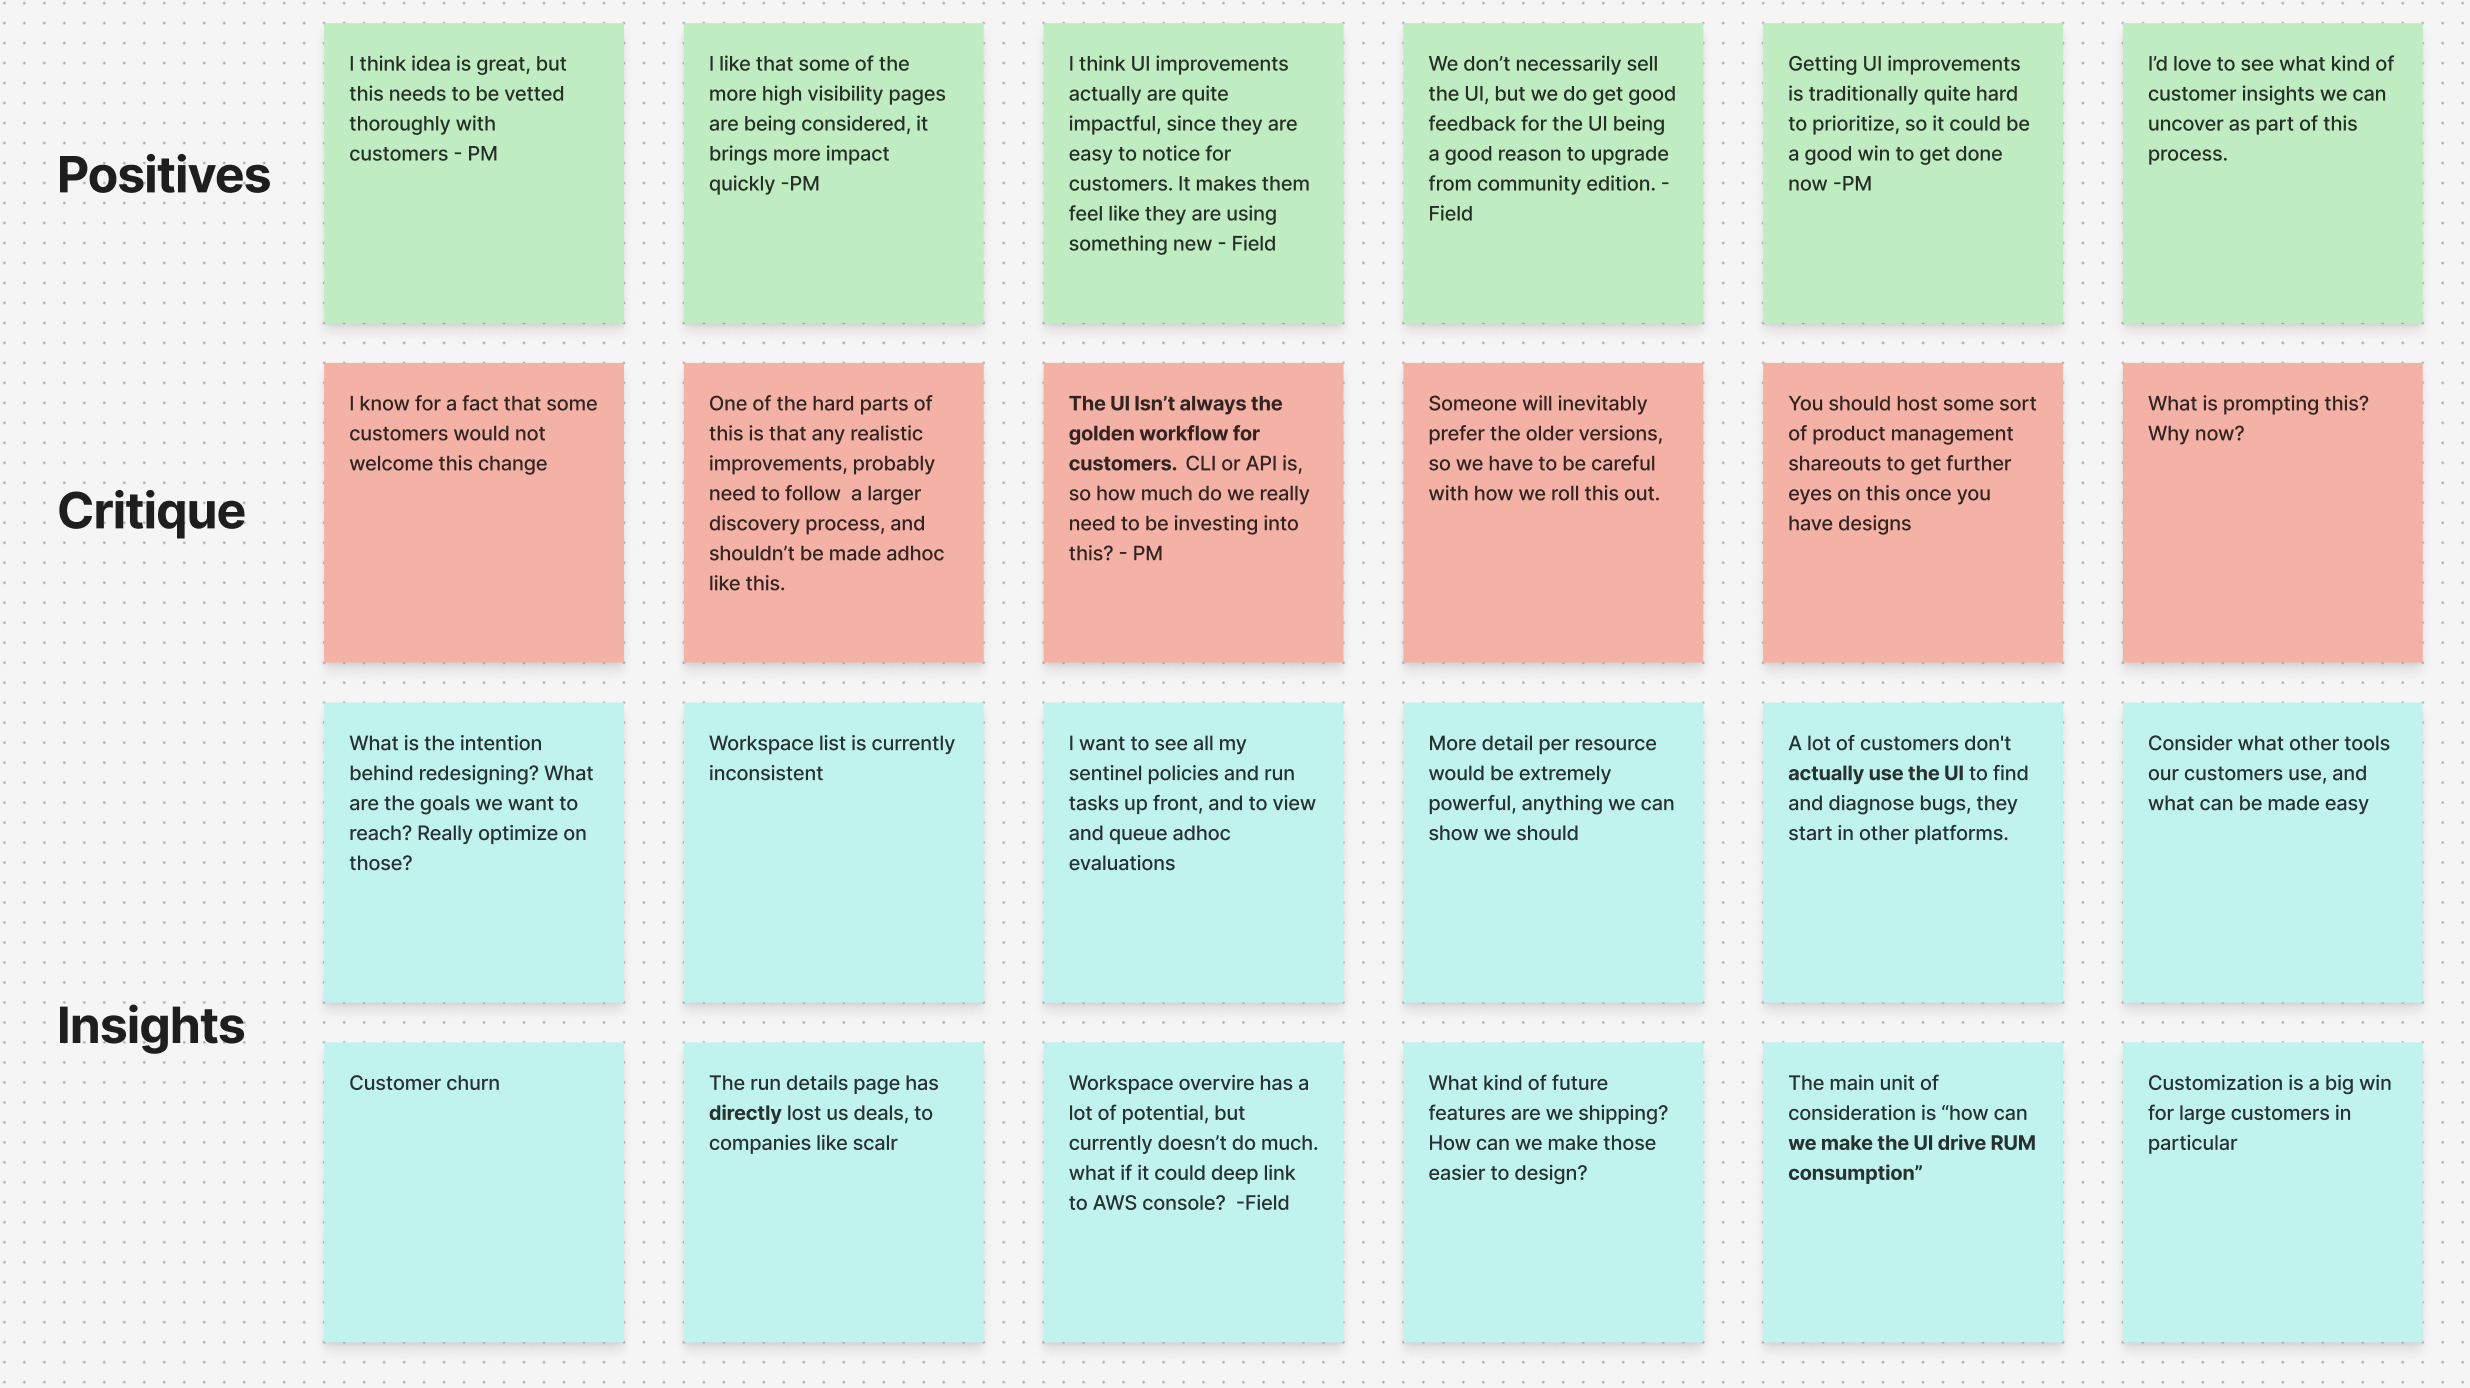 Positives
I think idea is great, but
this needs to be vetted
thoroughly with
customers - PM
I like that some of the
more high visibility pages
are being considered, it
brings more impact
quickly -PM
I think UI improvements
actually are quite
impactful, since they are
easy to notice for
customers. It makes them
feel like they are using
something new - Field
We don’t necessarily sell
the UI, but we do get good
feedback for the UI being
a good reason to upgrade
from community edition. -
Field
Getting UI improvements
is traditionally quite hard
to prioritize, so it could be
a good win to get done
now -PM
I’d love to see what kind of
customer insights we can
uncover as part of this
process.
Critique
I know for a fact that some
customers would not
welcome this change
One of the hard parts of
this is that any realistic
improvements, probably
need to follow  a larger
discovery process, and
shouldn’t be made adhoc
like this.
The UI Isn’t always the
golden workflow for
customers.  CLI or API is,
so how much do we really
need to be investing into
this? - PM
Someone will inevitably
prefer the older versions,
so we have to be careful
with how we roll this out.
You should host some sort
of product management
shareouts to get further
eyes on this once you
have designs
What is prompting this?
Why now?
Insights
What is the intention
behind redesigning? What
are the goals we want to
reach? Really optimize on
those?
Workspace list is currently
inconsistent
I want to see all my
sentinel policies and run
tasks up front, and to view
and queue adhoc
evaluations
More detail per resource
would be extremely
powerful, anything we can
show we should
A lot of customers don't
actually use the UI to find
and diagnose bugs, they
start in other platforms.
Consider what other tools
our customers use, and
what can be made easy
Customer churn
The run details page has
directly lost us deals, to
companies like scalr
Workspace overvire has a
lot of potential, but
currently doesn’t do much.
what if it could deep link
to AWS console?  -Field
What kind of future
features are we shipping?
How can we make those
easier to design?
The main unit of
consideration is “how can
we make the UI drive RUM
consumption”
Customization is a big win
for large customers in
particular